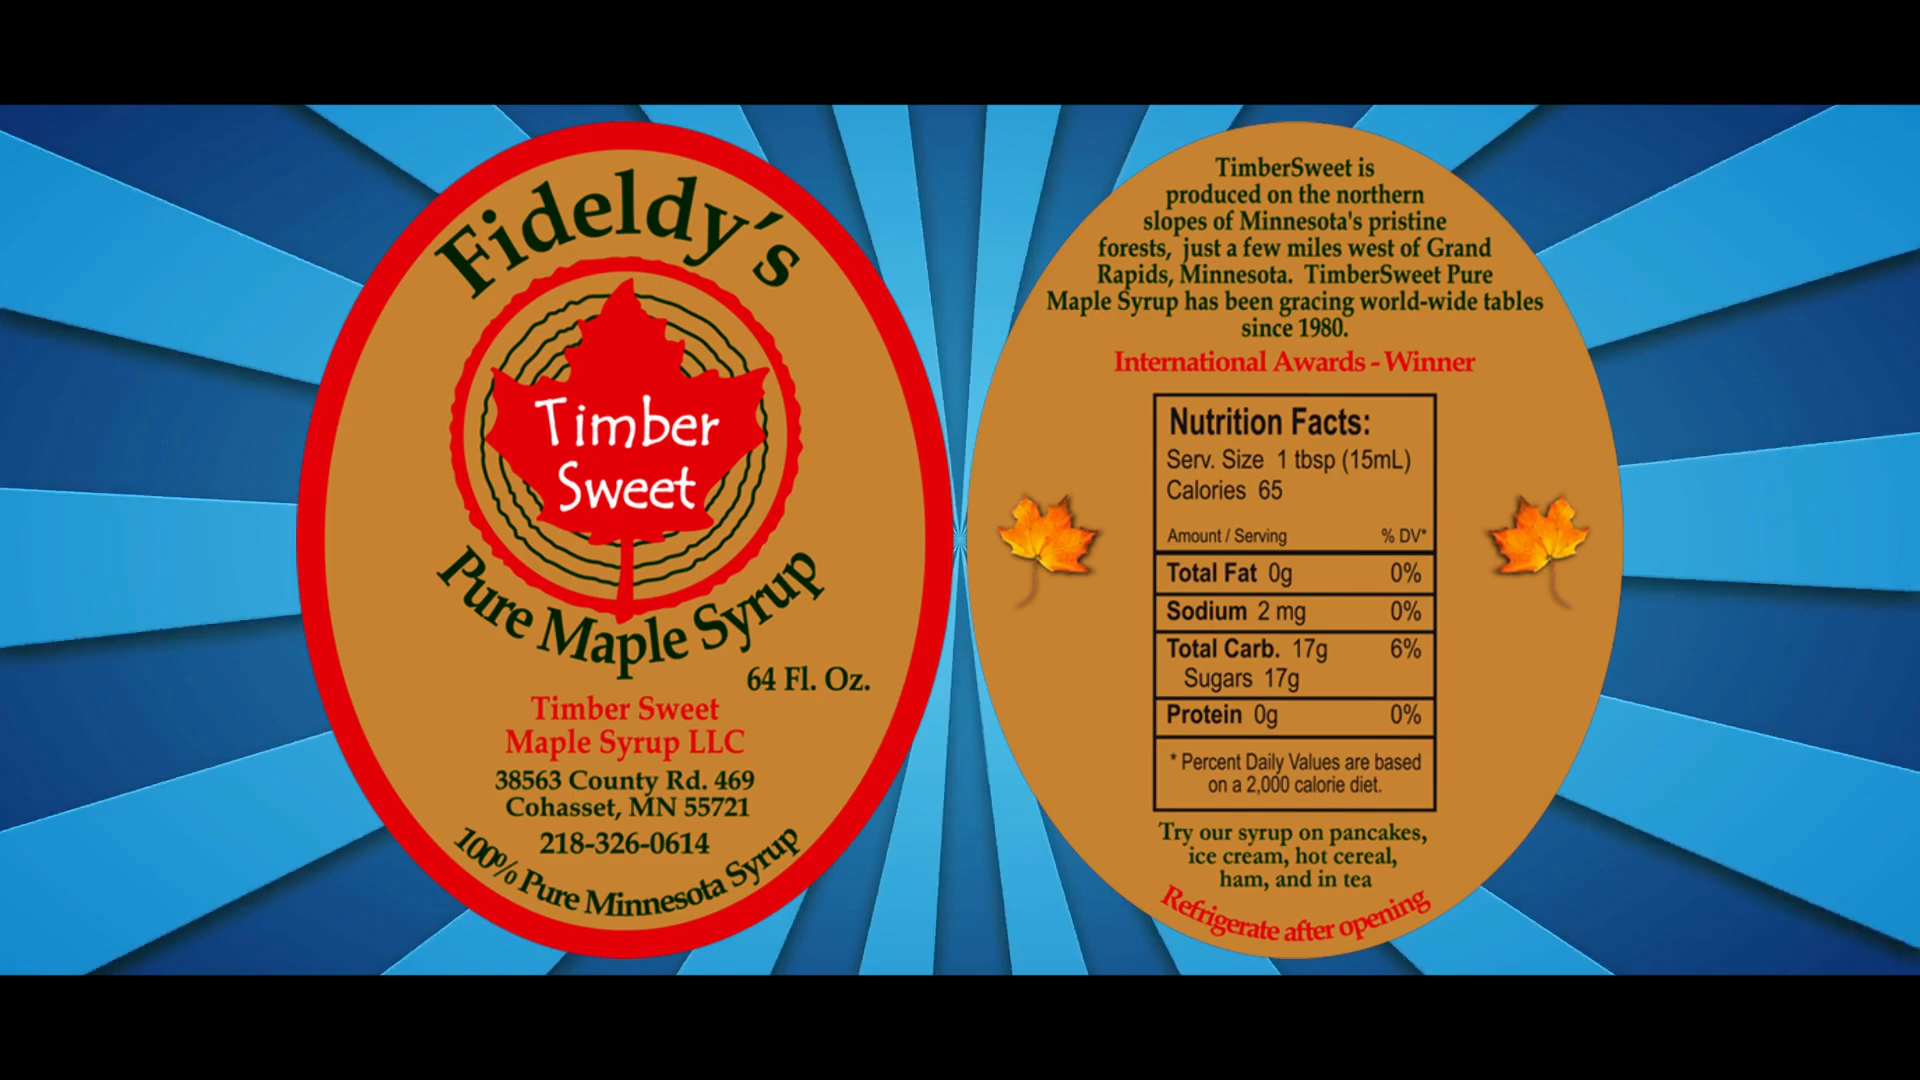 Fideldy's
Timber
Sweet
Pure Maple Syrup
64 Fl. Oz.
Timber Sweet
Maple Syrup LLC
38563 County Rd. 469
Cohasset, MN 55721
218-326-0614
100% Pure Minnesota Syrup
TimberSweet is
produced on the northern
slopes of Minnesota's pristine
forests, just a few miles west of Grand
Rapids, Minnesota. TimberSweet Pure
Maple Syrup has been gracing world-wide tables
since 1980.
International Awards - Winner
Nutrition Facts:
Serv. Size 1 tbsp (15mL)
Calories 65
Amount / Serving % DV*
Total Fat 0g 0%
Sodium 2 mg 0%
Total Carb. 17g 6%
Sugars 17g
Protein 0g 0%
* Percent Daily Values are based
on a 2,000 calorie diet.
Try our syrup on pancakes,
ice cream, hot cereal,
ham, and in tea
Refrigerate after opening